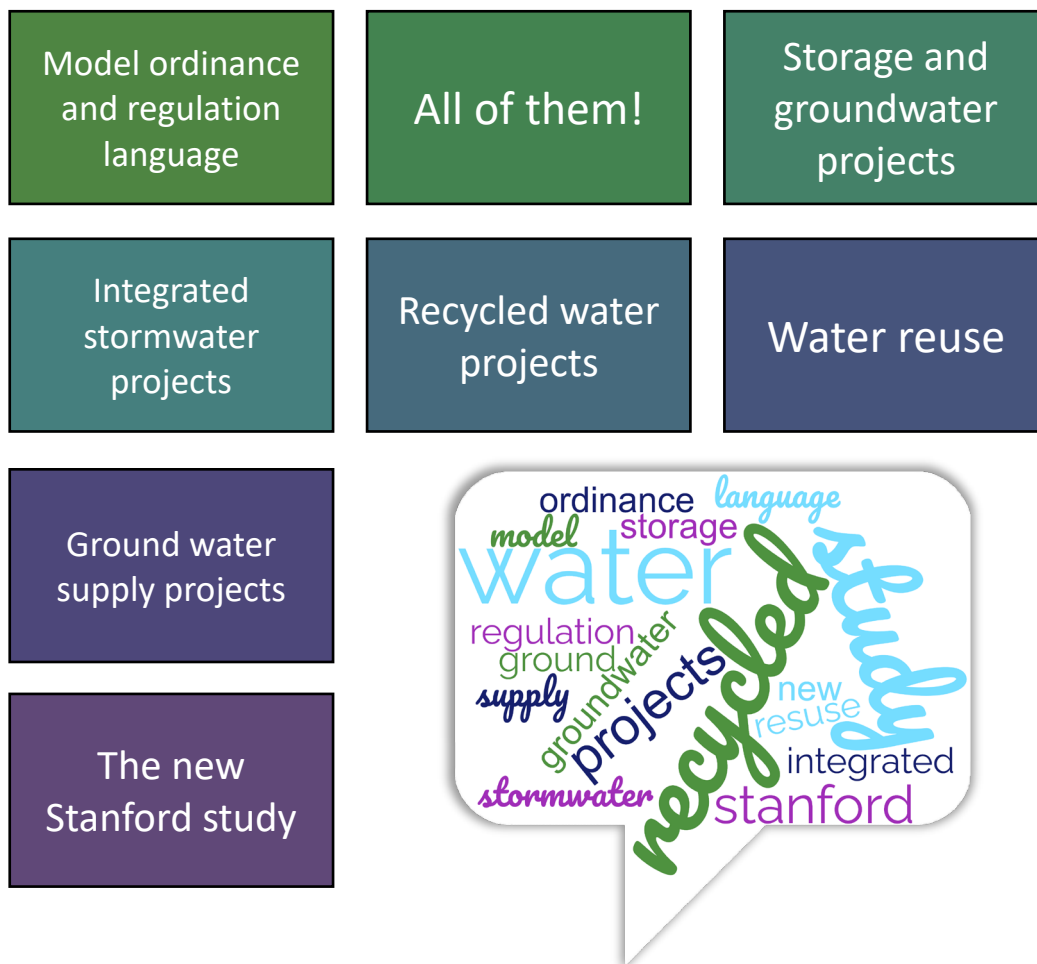 Model ordinance
and regulation
language
All of them!
Storage and
groundwater
projects
Integrated
stormwater
projects
Recycled water
projects
Water reuse
Ground water
supply projects
The new
Stanford study
ordinance
language
model
storage
water
study
recycled
regulation
ground
groundwater
projects
supply
new
resuse
integrated
stormwater
stanford